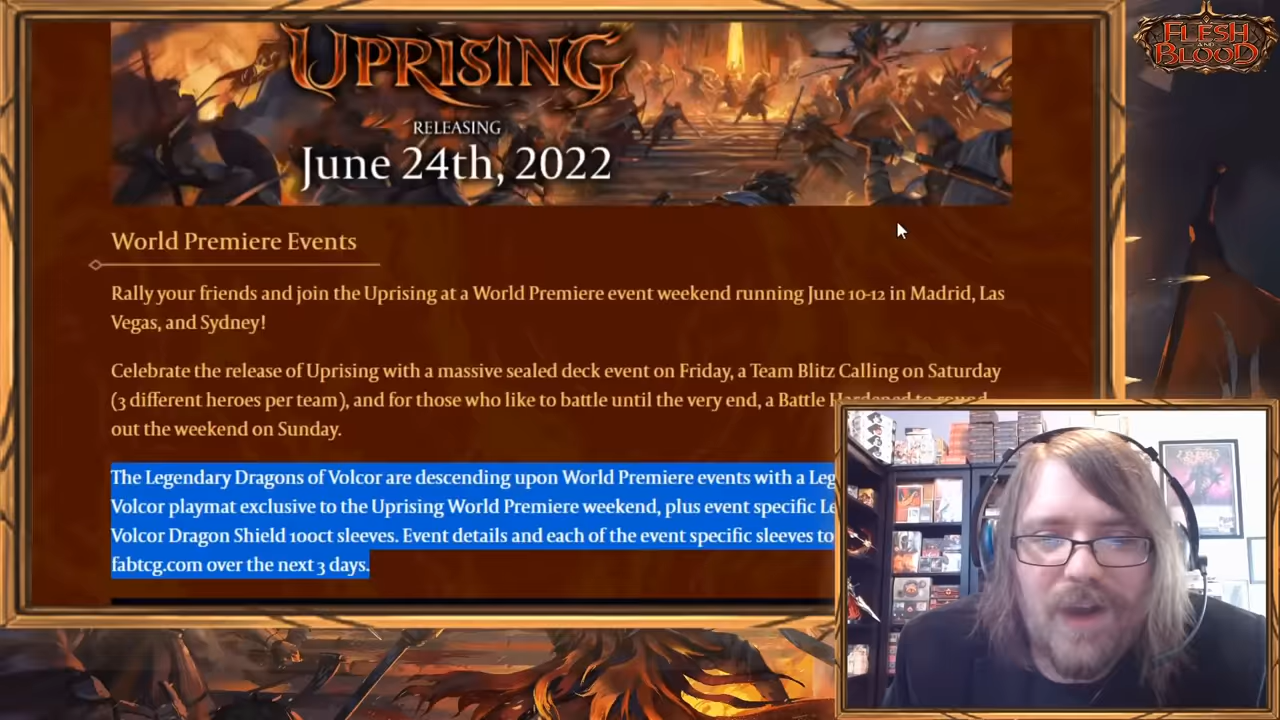 UPRISING
RELEASING
June 24th, 2022
FLESH
AND
BLOOD
World Premiere Events
Rally your friends and join the Uprising at a World Premiere event weekend running June 10-12 in Madrid, Las
Vegas, and Sydney!
Celebrate the release of Uprising with a massive sealed deck event on Friday, a Team Blitz Calling on Saturday
(3 different heroes per team), and for those who like to battle until the very end, a Battle Hardened to round
out the weekend on Sunday.
The Legendary Dragons of Volcor are descending upon World Premiere events with a Leg
Volcor playmat exclusive to the Uprising World Premiere weekend, plus event specific Le
Volcor Dragon Shield 100ct sleeves. Event details and each of the event specific sleeves to
fabtcg.com over the next 3 days.